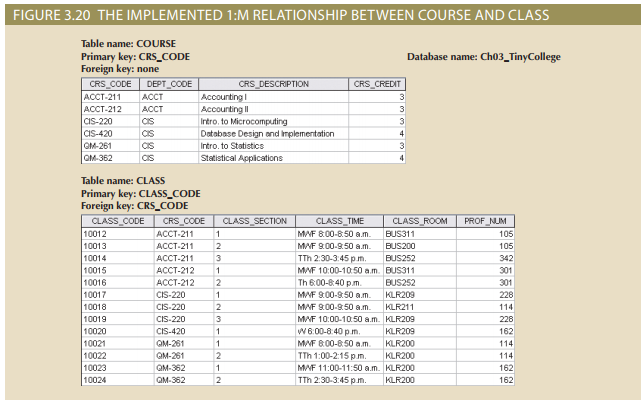 FIGURE 3.20 THE IMPLEMENTED 1:M RELATIONSHIP BETWEEN COURSE AND CLASS
Table name: COURSE
Primary key: CRS_CODE Database name: Ch03_TinyCollege
Foreign key: none
CRS_CODE DEPT_CODE CRS_DESCRIPTION CRS_CREDIT
ACCT-211 ACCT Accounting I 3
ACCT-212 ACCT Accounting II 3
CIS-220 CIS Intro. to Microcomputing 3
CIS-420 CIS Database Design and Implementation 4
QM-261 CIS Intro. to Statistics 3
QM-362 CIS Statistical Applications 4
Table name: CLASS
Primary key: CLASS_CODE
Foreign key: CRS_CODE
CLASS_CODE CRS_CODE CLASS_SECTION CLASS_TIME CLASS_ROOM PROF_NUM
10012 ACCT-211 1 MWF 8:00-8:50 a.m. BUS311 105
10013 ACCT-211 2 MWF 9:00-9:50 a.m. BUS200 105
10014 ACCT-211 3 TTh 2:30-3:45 p.m. BUS252 342
10015 ACCT-212 1 MWF 10:00-10:50 a.m. BUS311 301
10016 ACCT-212 2 Th 6:00-8:40 p.m. BUS252 301
10017 CIS-220 1 MWF 9:00-9:50 a.m. KLR209 228
10018 CIS-220 2 MWF 9:00-9:50 a.m. KLR211 114
10019 CIS-220 3 MWF 10:00-10:50 a.m. KLR209 228
10020 CIS-420 1 W 6:00-8:40 p.m. KLR209 162
10021 QM-261 1 MWF 8:00-8:50 a.m. KLR200 114
10022 QM-261 2 TTh 1:00-2:15 p.m. KLR200 114
10023 QM-362 1 MWF 11:00-11:50 a.m. KLR200 162
10024 QM-362 2 TTh 2:30-3:45 p.m. KLR200 162